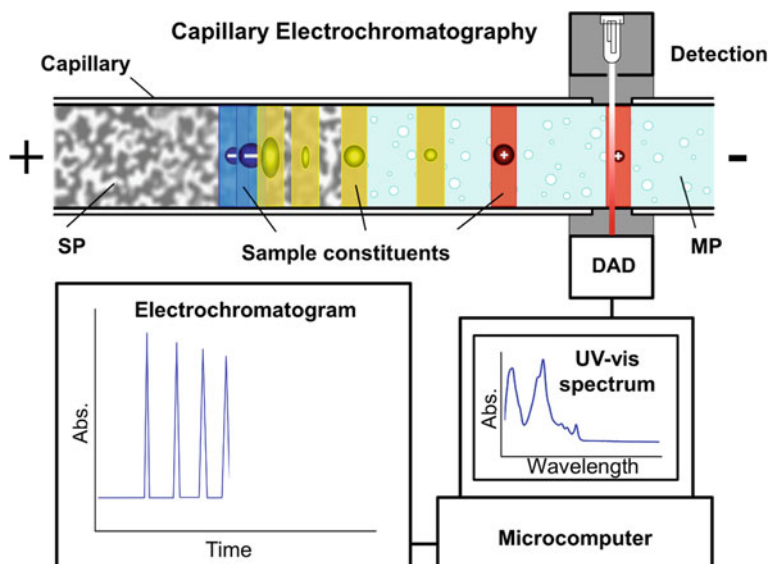 Capillary Electrochromatography
Capillary
Detection
+
-
− −
+
+
SP
Sample constituents
MP
DAD
Electrochromatogram
Abs.
Time
UV-vis
spectrum
Abs.
Wavelength
Microcomputer